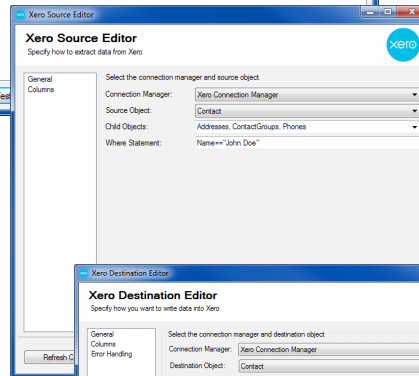 Xero Source Editor
Xero Source Editor
Specify how to extract data from Xero
xero
General
Columns
Select the connection manager and source object
Connection Manager: Xero Connection Manager
Source Object: Contact
Child Objects: Addresses, ContactGroups, Phones
Where Statement: Name=="John Doe"
Xero Destination Editor
Xero Destination Editor
Specify how you want to write data into Xero
General
Columns
Error Handling
Select the connection manager and destination object
Connection Manager: Xero Connection Manager
Destination Object: Contact
Refresh C